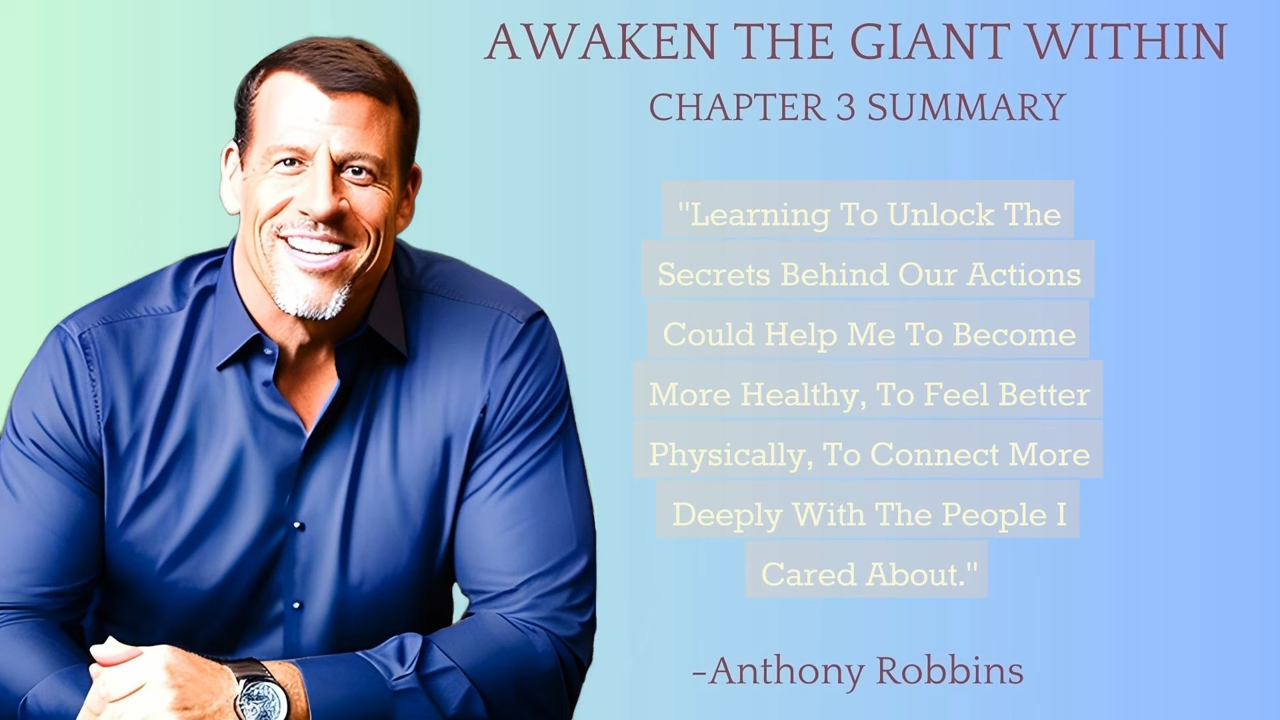 AWAKEN THE GIANT WITHIN
CHAPTER 3 SUMMARY
"Learning To Unlock The
Secrets Behind Our Actions
Could Help Me To Become
More Healthy, To Feel Better
Physically, To Connect More
Deeply With The People I
Cared About."
-Anthony Robbins